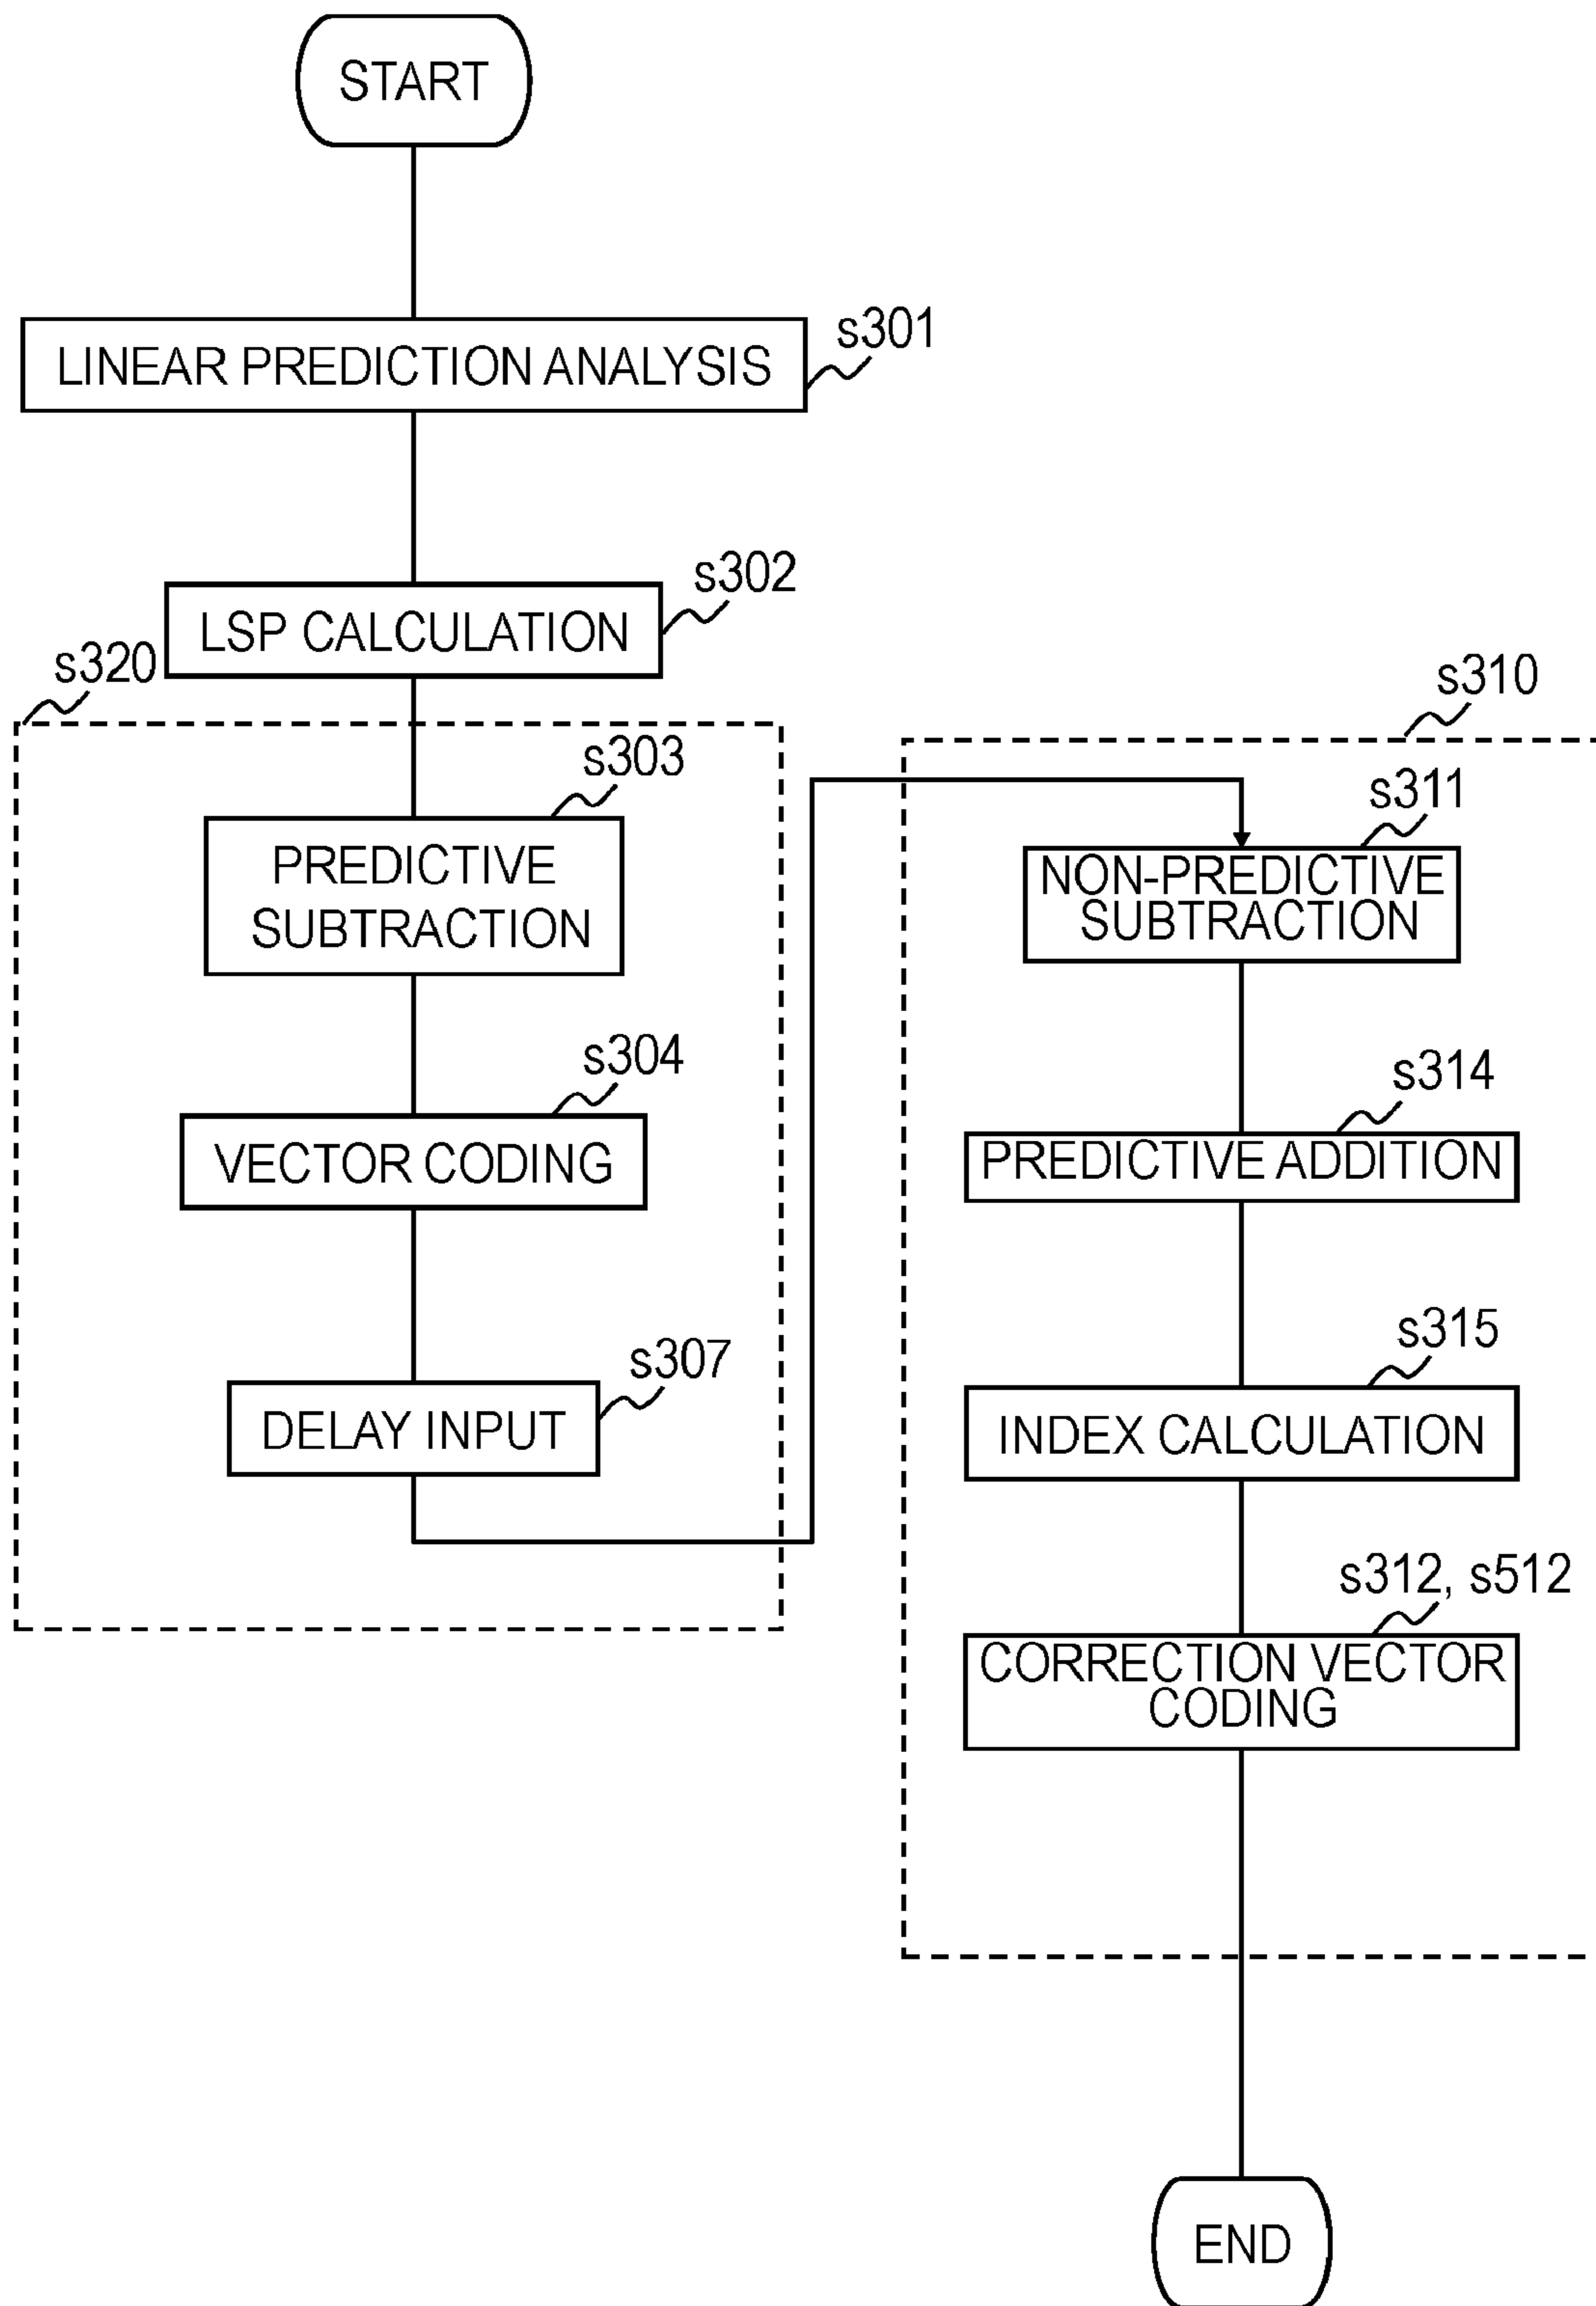 START
s301
LINEAR PREDICTION ANALYSIS
s302
LSP CALCULATION
s320
s303
PREDICTIVE
SUBTRACTION
s304
VECTOR CODING
s307
DELAY INPUT
s310
s311
NON-PREDICTIVE
SUBTRACTION
s314
PREDICTIVE ADDITION
s315
INDEX CALCULATION
s312, s512
CORRECTION VECTOR
CODING
END